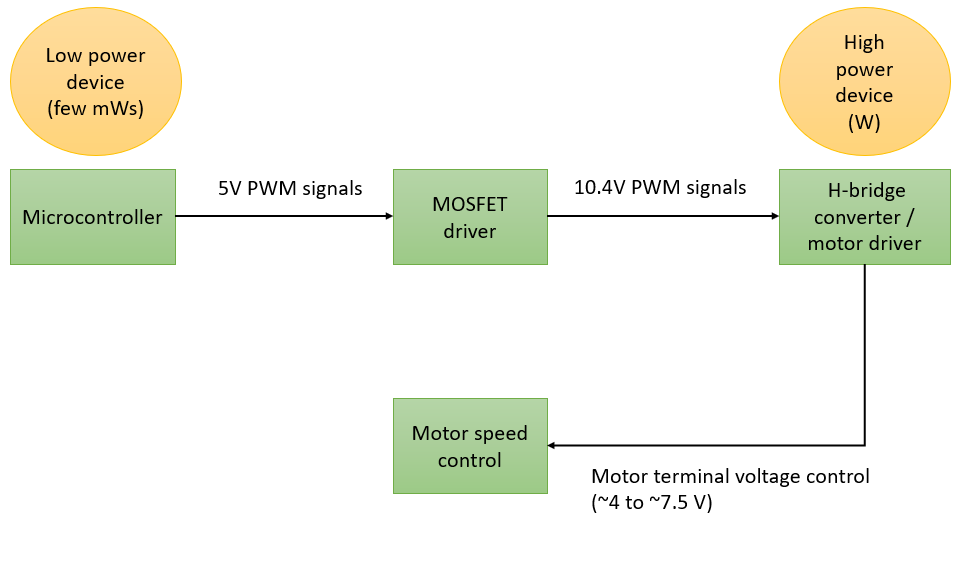 Low power
device
(few mWs)
High
power
device
(W)
Microcontroller
5V PWM signals
MOSFET
driver
10.4V PWM signals
H-bridge
converter /
motor driver
Motor speed
control
Motor terminal voltage control
(~4 to ~7.5 V)